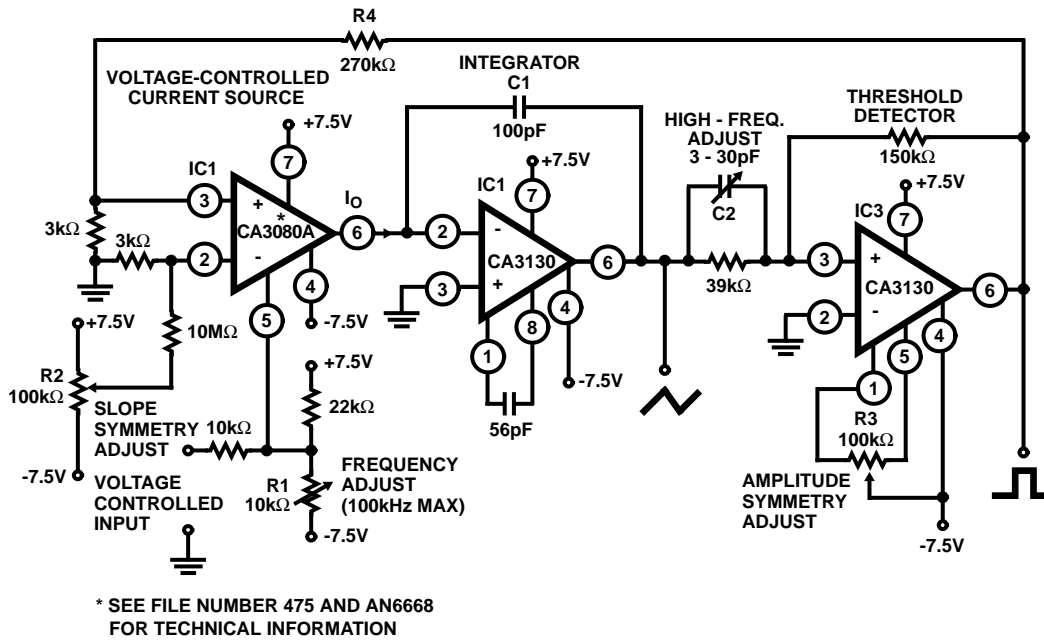 R4
270kΩ
VOLTAGE-CONTROLLED
CURRENT SOURCE
+7.5V
7
IC1
3
+
*
CA3080A
-
2
IO
6
4
-7.5V
5
3kΩ
3kΩ
10MΩ
+7.5V
R2
100kΩ
-7.5V
SLOPE
SYMMETRY
ADJUST
10kΩ
VOLTAGE
CONTROLLED
INPUT
+7.5V
22kΩ
R1
10kΩ
FREQUENCY
ADJUST
(100kHz MAX)
-7.5V
INTEGRATOR
C1
100pF
+7.5V
7
IC1
2
-
CA3130
+
3
6
4
8
1
-7.5V
56pF
HIGH - FREQ.
ADJUST
3 - 30pF
C2
39kΩ
THRESHOLD
DETECTOR
150kΩ
+7.5V
7
IC3
3
+
CA3130
-
2
6
4
5
1
R3
100kΩ
AMPLITUDE
SYMMETRY
ADJUST
-7.5V
* SEE FILE NUMBER 475 AND AN6668
FOR TECHNICAL INFORMATION